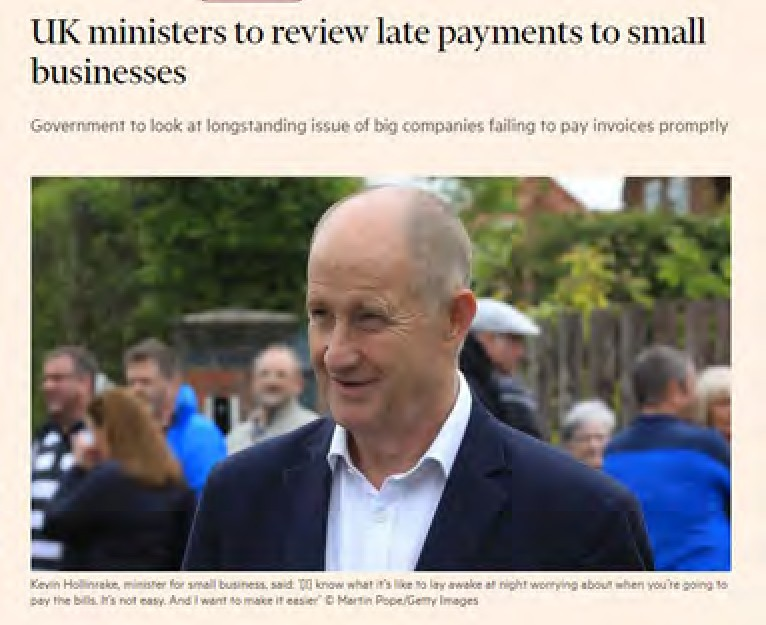 UK ministers to review late payments to small
businesses
Government to look at longstanding issue of big companies failing to pay invoices promptly
Kevin Hollinrake, minister for small business, said: '[I] know what it's like to lay awake at night worrying about when you're going to
pay the bills. It's not easy. And I want to make it easier' © Martin Pope/Getty Images